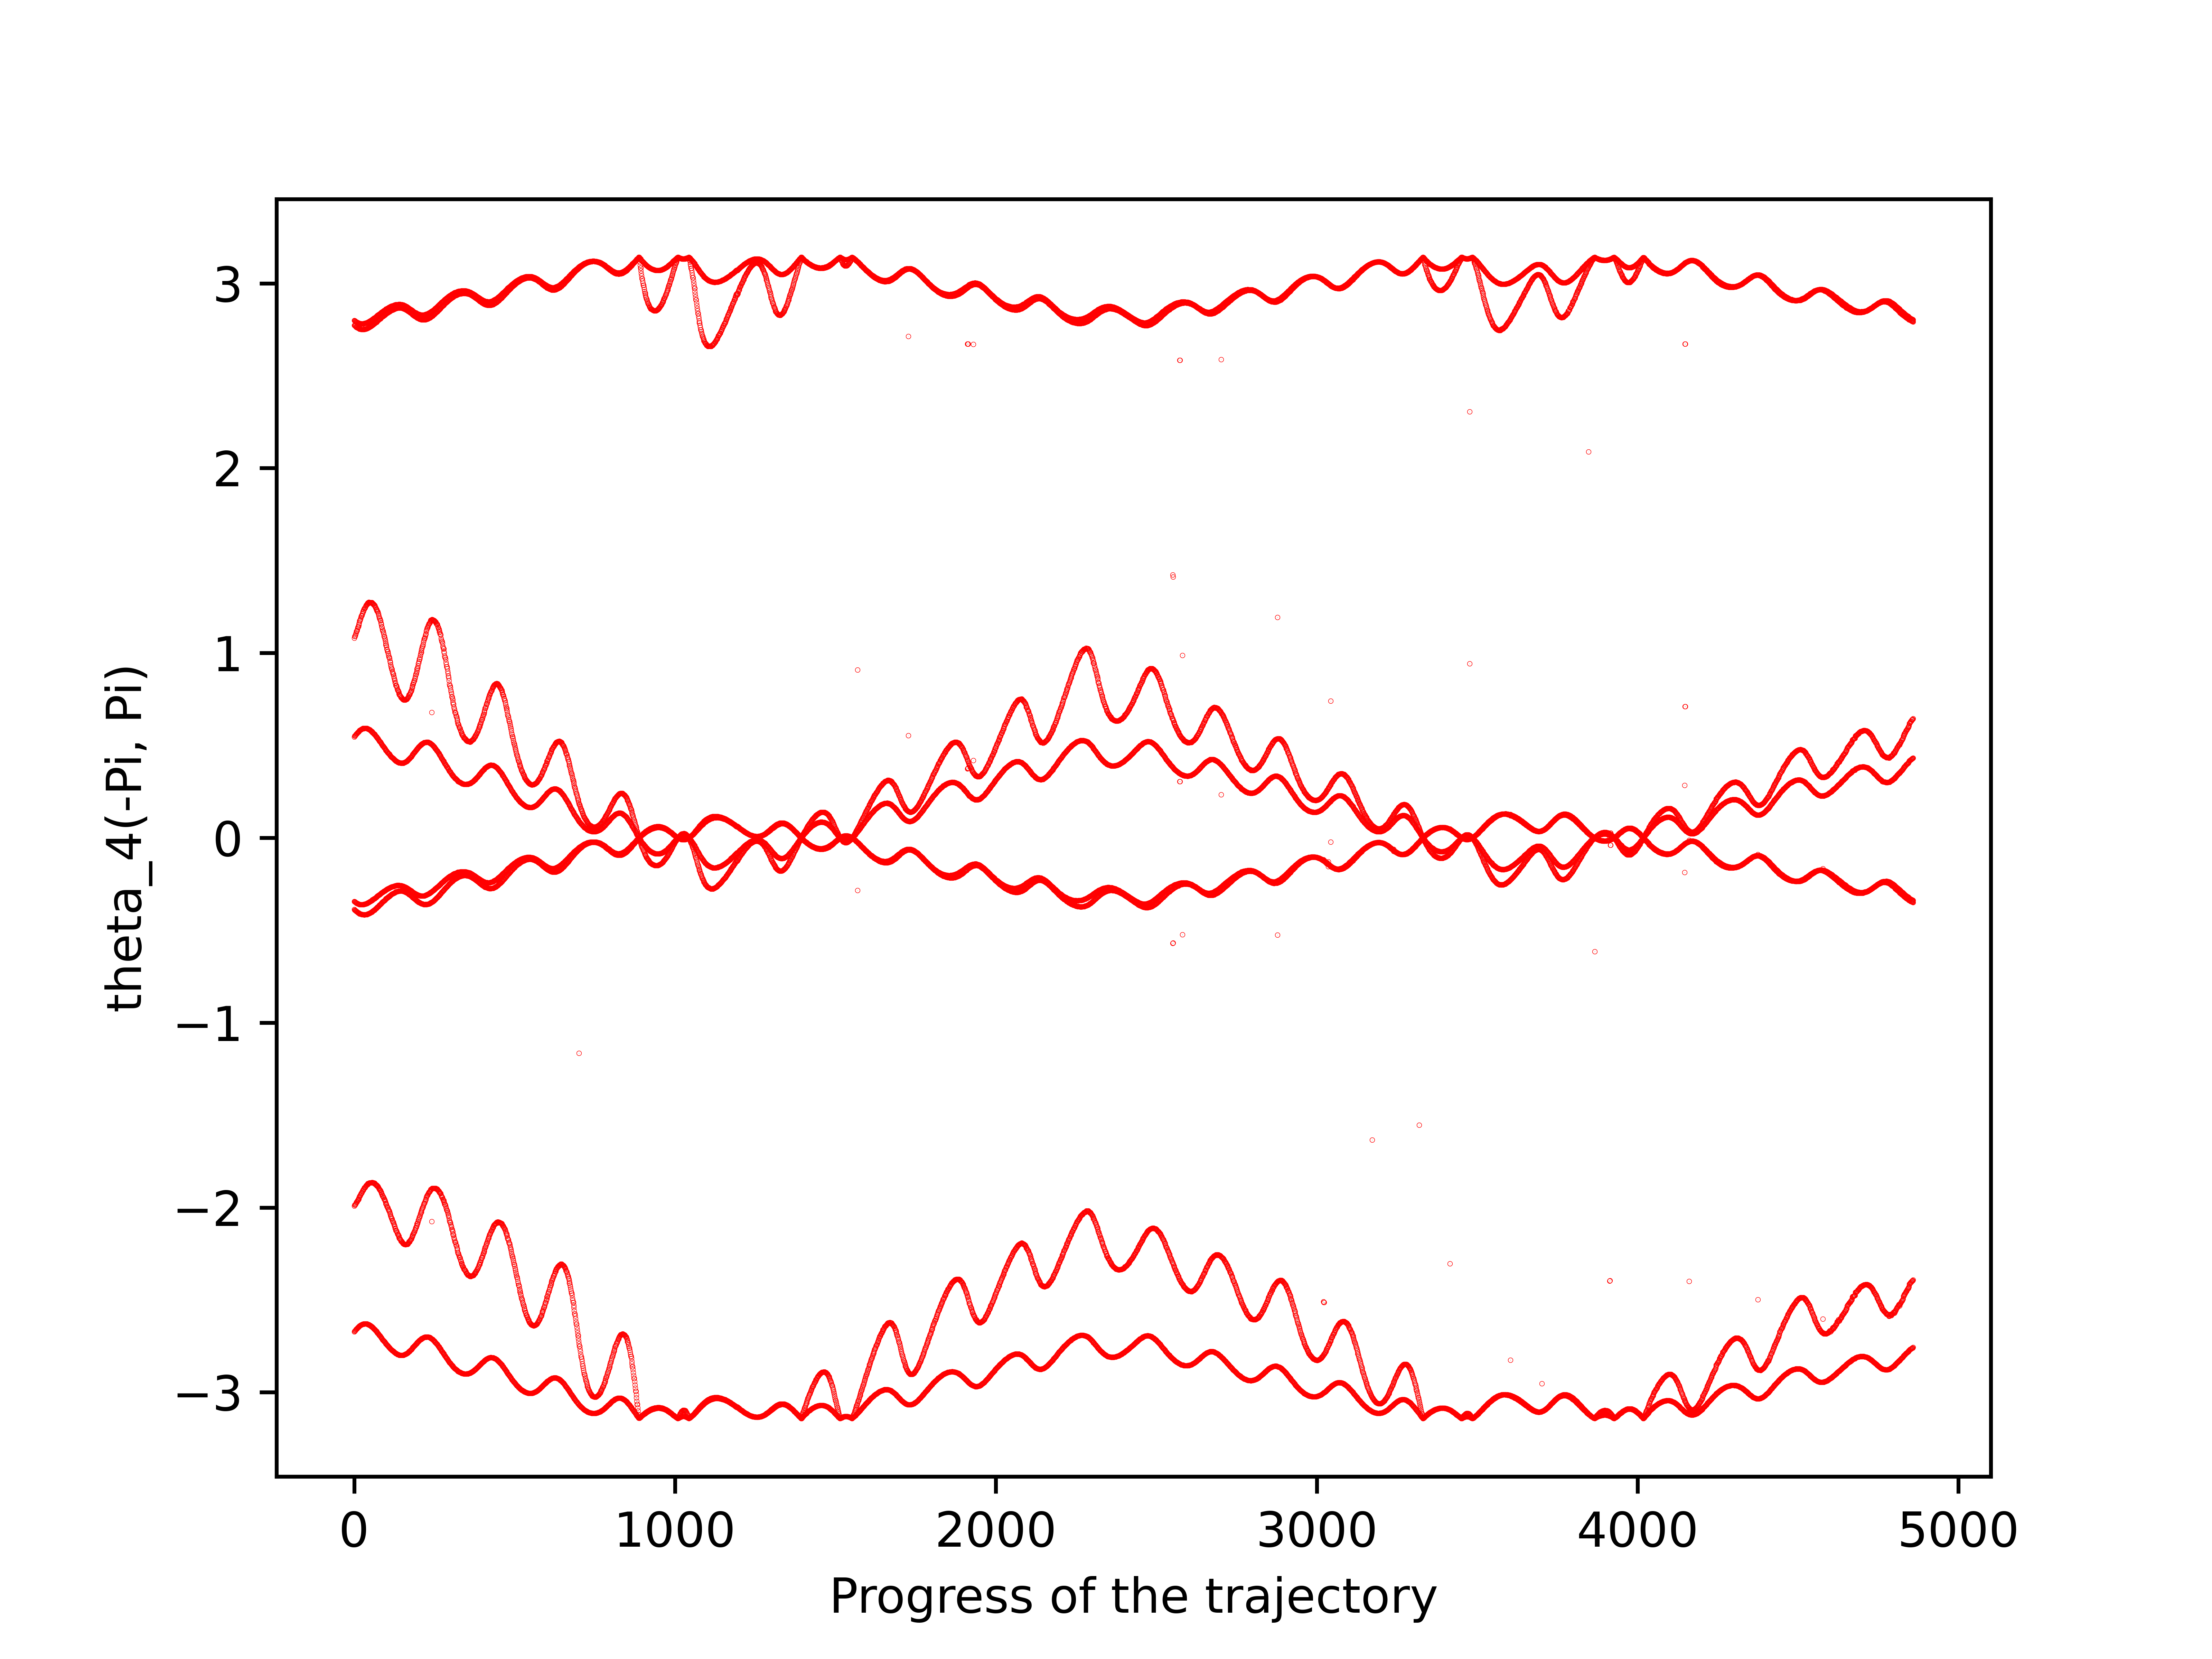 3
2
1
0
−1
−2
−3
theta_4(-Pi, Pi)
0 1000 2000 3000 4000 5000
Progress of the trajectory